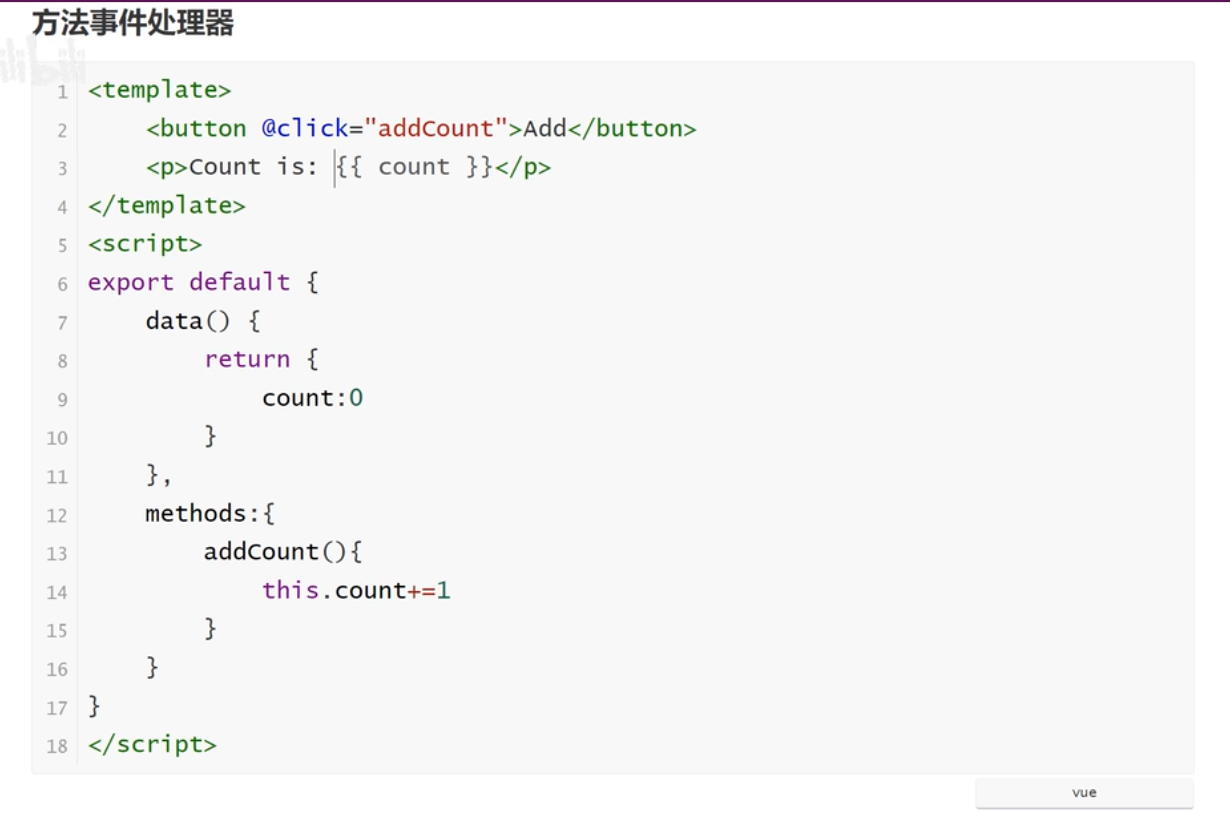 方法事件处理器
1 <template>
2     <button @click="addCount">Add</button>
3     <p>Count is: {{ count }}</p>
4 </template>
5 <script>
6 export default {
7     data() {
8         return {
9             count:0
10         }
11     },
12     methods:{
13         addCount(){
14             this.count+=1
15         }
16     }
17 }
18 </script>
vue